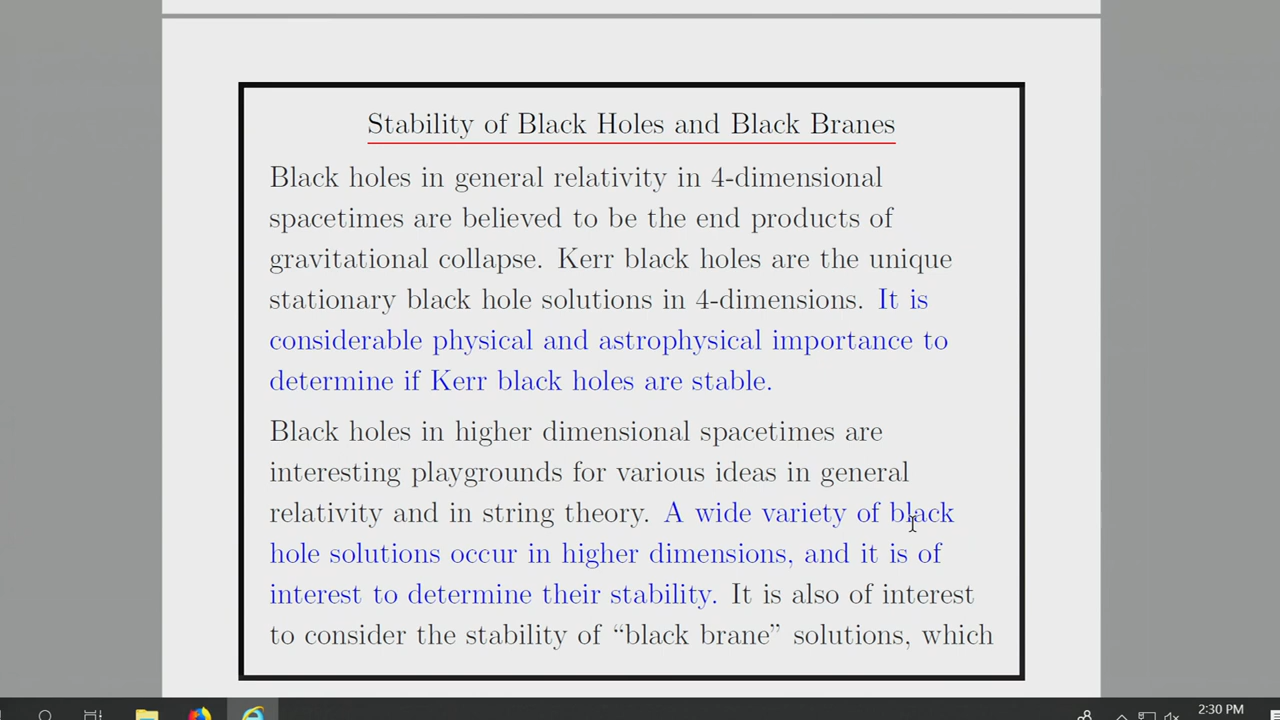 Stability of Black Holes and Black Branes
Black holes in general relativity in 4-dimensional
spacetimes are believed to be the end products of
gravitational collapse. Kerr black holes are the unique
stationary black hole solutions in 4-dimensions. It is
considerable physical and astrophysical importance to
determine if Kerr black holes are stable.
Black holes in higher dimensional spacetimes are
interesting playgrounds for various ideas in general
relativity and in string theory. A wide variety of black
hole solutions occur in higher dimensions, and it is of
interest to determine their stability. It is also of interest
to consider the stability of “black brane” solutions, which
2:30 PM